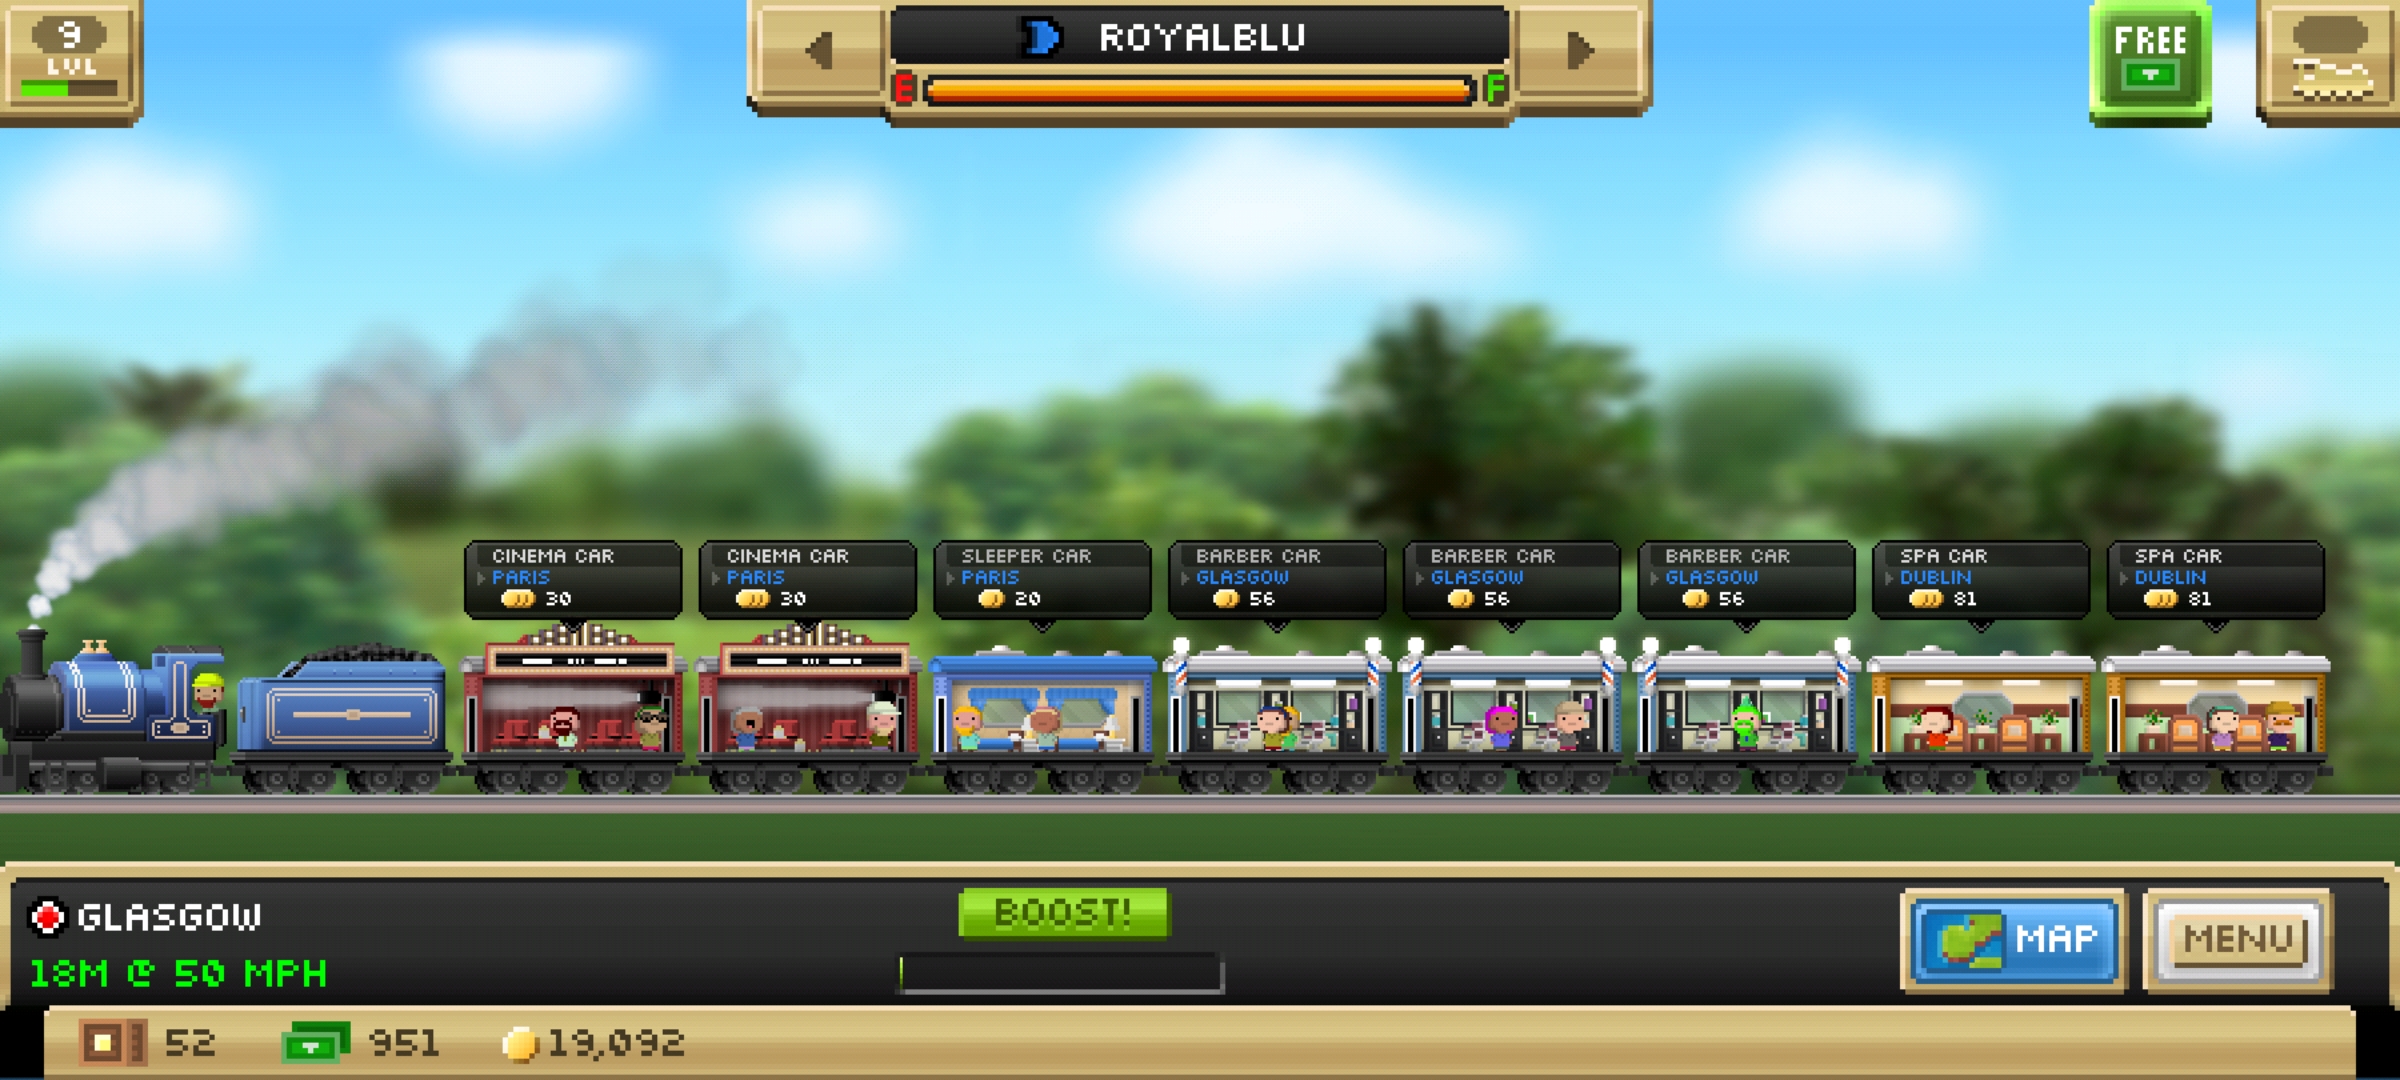 9
LVL
ROYALBLU
E
F
FREE
CINEMA CAR
PARIS
30
CINEMA CAR
PARIS
30
SLEEPER CAR
PARIS
20
BARBER CAR
GLASGOW
56
BARBER CAR
GLASGOW
56
BARBER CAR
GLASGOW
56
SPA CAR
DUBLIN
81
SPA CAR
DUBLIN
81
GLASGOW
18M @ 50 MPH
BOOST!
MAP
MENU
52
951
19,092